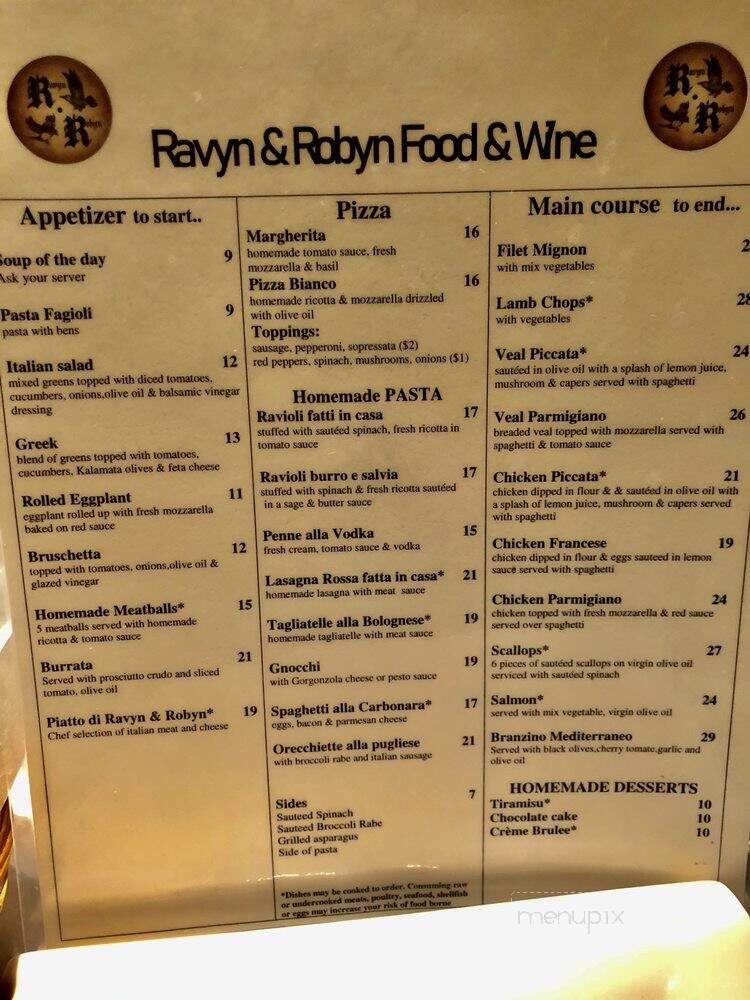 Ravyn
Robyn
Ravyn
Robyn
Ravyn & Robyn Food & Wine
Appetizer to start..
Soup of the day 9
Ask your server
Pasta Fagioli 9
pasta with bens
Italian salad 12
mixed greens topped with diced tomatoes,
cucumbers, onions,olive oil & balsamic vinegar
dressing
Greek 13
blend of greens topped with tomatoes,
cucumbers, Kalamata olives & feta cheese
Rolled Eggplant 11
eggplant rolled up with fresh mozzarella
baked on red sauce
Bruschetta 12
topped with tomatoes, onions,olive oil &
glazed vinegar
Homemade Meatballs* 15
5 meatballs served with homemade
ricotta & tomato sauce
Burrata 21
Served with prosciutto crudo and sliced
tomato, olive oil
Piatto di Ravyn & Robyn* 19
Chef selection of italian meat and cheese
Pizza
Margherita 16
homemade tomato sauce, fresh
mozzarella & basil
Pizza Bianco 16
homemade ricotta & mozzarella drizzled
with olive oil
Toppings:
sausage, pepperoni, sopressata ($2)
red peppers, spinach, mushrooms, onions ($1)
Homemade PASTA
Ravioli fatti in casa 17
stuffed with sautéed spinach, fresh ricotta in
tomato sauce
Ravioli burro e salvia 17
stuffed with spinach & fresh ricotta sautéed
in a sage & butter sauce
Penne alla Vodka 15
fresh cream, tomato sauce & vodka
Lasagna Rossa fatta in casa* 21
homemade lasagna with meat sauce
Tagliatelle alla Bolognese* 19
homemade tagliatelle with meat sauce
Gnocchi 19
with Gorgonzola cheese or pesto sauce
Spaghetti alla Carbonara* 17
eggs, bacon & parmesan cheese
Orecchiette alla pugliese 21
with broccoli rabe and italian sausage
Sides 7
Sauteed Spinach
Sauteed Broccoli Rabe
Grilled asparagus
Side of pasta
*Dishes may be cooked to order. Consuming raw
or undercooked meats, poultry, seafood, shellfish
or eggs may increase your risk of food borne
Main course to end...
Filet Mignon
with mix vegetables
Lamb Chops* 28
with vegetables
Veal Piccata* 24
sautéed in olive oil with a splash of lemon juice,
mushroom & capers served with spaghetti
Veal Parmigiano 26
breaded veal topped with mozzarella served with
spaghetti & tomato sauce
Chicken Piccata* 21
chicken dipped in flour & & sautéed in olive oil with
a splash of lemon juice, mushroom & capers served
with spaghetti
Chicken Francese 19
chicken dipped in flour & eggs sauteed in lemon
sauce served with spaghetti
Chicken Parmigiano 24
chicken topped with fresh mozzarella & red sauce
served over spaghetti
Scallops* 27
6 pieces of sautéed scallops on virgin olive oil
serviced with sautéed spinach
Salmon* 24
served with mix vegetable, virgin olive oil
Branzino Mediterraneo 29
Served with black olives,cherry tomate,garlic and
olive oil
HOMEMADE DESSERTS
Tiramisu* 10
Chocolate cake 10
Crème Brulee* 10
menupix